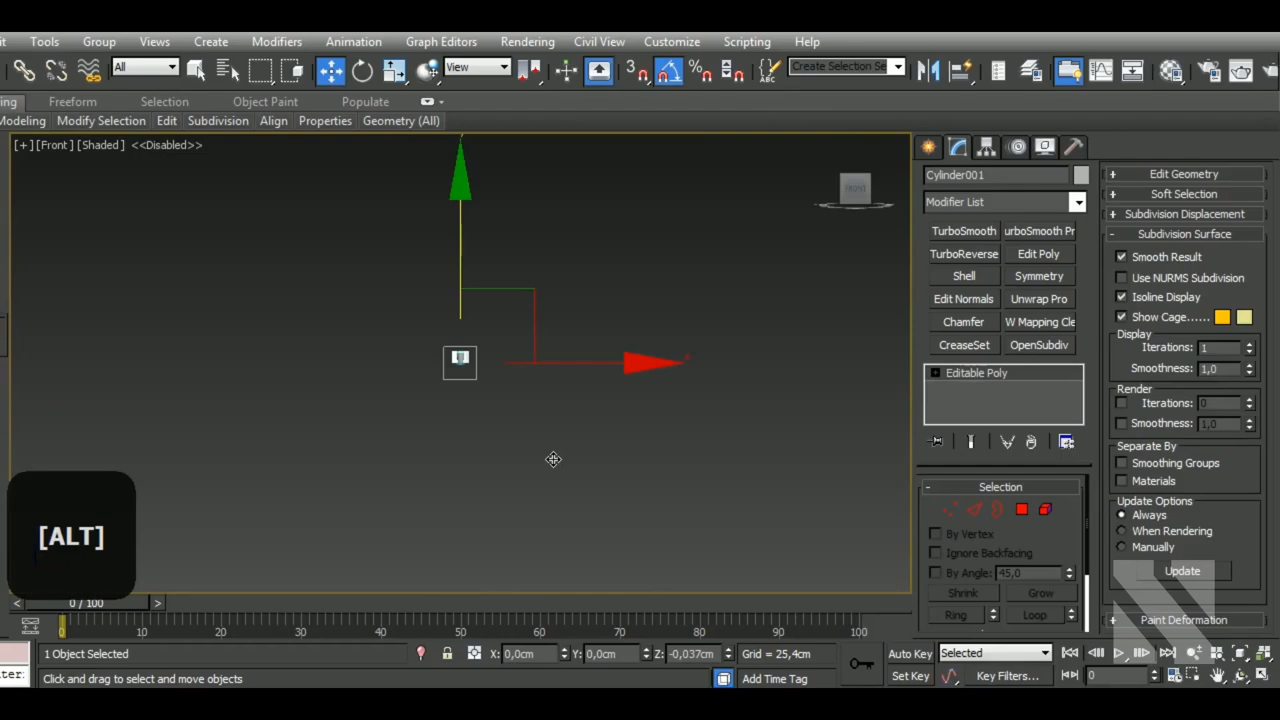 it Tools Group Views Create Modifiers Animation Graph Editors Rendering Civil View Customize Scripting Help
All View 3 ABC Create Selection Se
ing Freeform Selection Object Paint Populate
Modeling Modify Selection Edit Subdivision Align Properties Geometry (All)
[+][Front][Shaded] <<Disabled>>
FRONT
Cylinder001
Modifier List
TurboSmooth urboSmooth Pr
TurboReverse Edit Poly
Shell Symmetry
Edit Normals Unwrap Pro
Chamfer W Mapping Cle
CreaseSet OpenSubdiv
Editable Poly
Selection
By Vertex
Ignore Backfacing
By Angle: 45,0
Shrink Grow
Ring Loop
+ Edit Geometry
+ Soft Selection
+ Subdivision Displacement
- Subdivision Surface
Smooth Result
Use NURMS Subdivision
Isoline Display
Show Cage......
Display
Iterations: 1
Smoothness: 1,0
Render
Iterations: 0
Smoothness: 1,0
Separate By
Smoothing Groups
Materials
Update Options
Always
When Rendering
Manually
Update
+ Paint Deformation
[ALT]
< 0 / 100 >
0 10 20 30 40 50 60 70 80 90 100
1 Object Selected X: 0,0cm Y: 0,0cm Z: -0,037cm Grid = 25,4cm Auto Key Selected
iter: Click and drag to select and move objects Add Time Tag Set Key Key Filters... 0